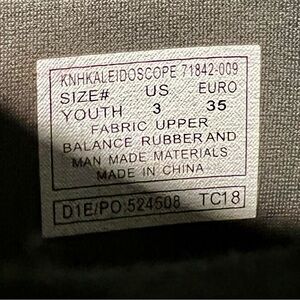 KNHKALEIDOSCOPE 71842-009
SIZE# US EURO
YOUTH 3 35
FABRIC UPPER
BALANCE RUBBER AND
MAN MADE MATERIALS
MADE IN CHINA
D1E/PO:524508 TC18